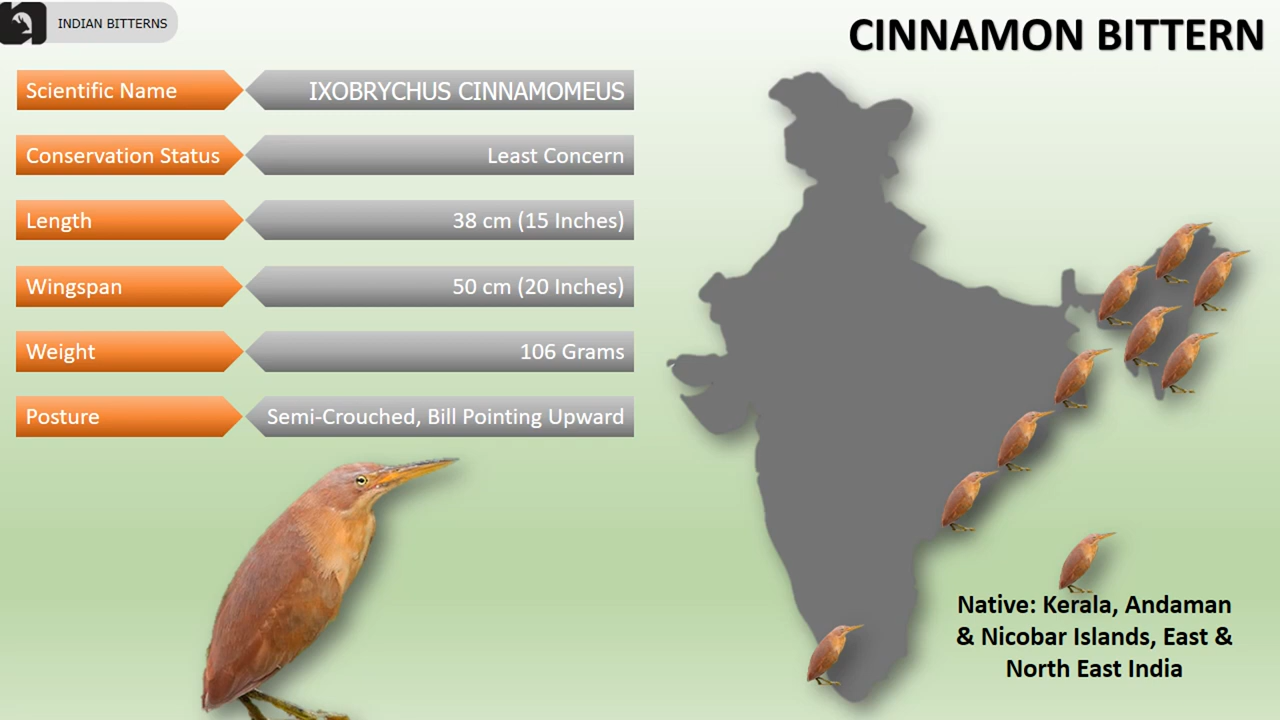 INDIAN BITTERNS
CINNAMON BITTERN
Scientific Name
IXOBRYCHUS CINNAMOMEUS
Conservation Status
Least Concern
Length
38 cm (15 Inches)
Wingspan
50 cm (20 Inches)
Weight
106 Grams
Posture
Semi-Crouched, Bill Pointing Upward
Native: Kerala, Andaman
& Nicobar Islands, East &
North East India